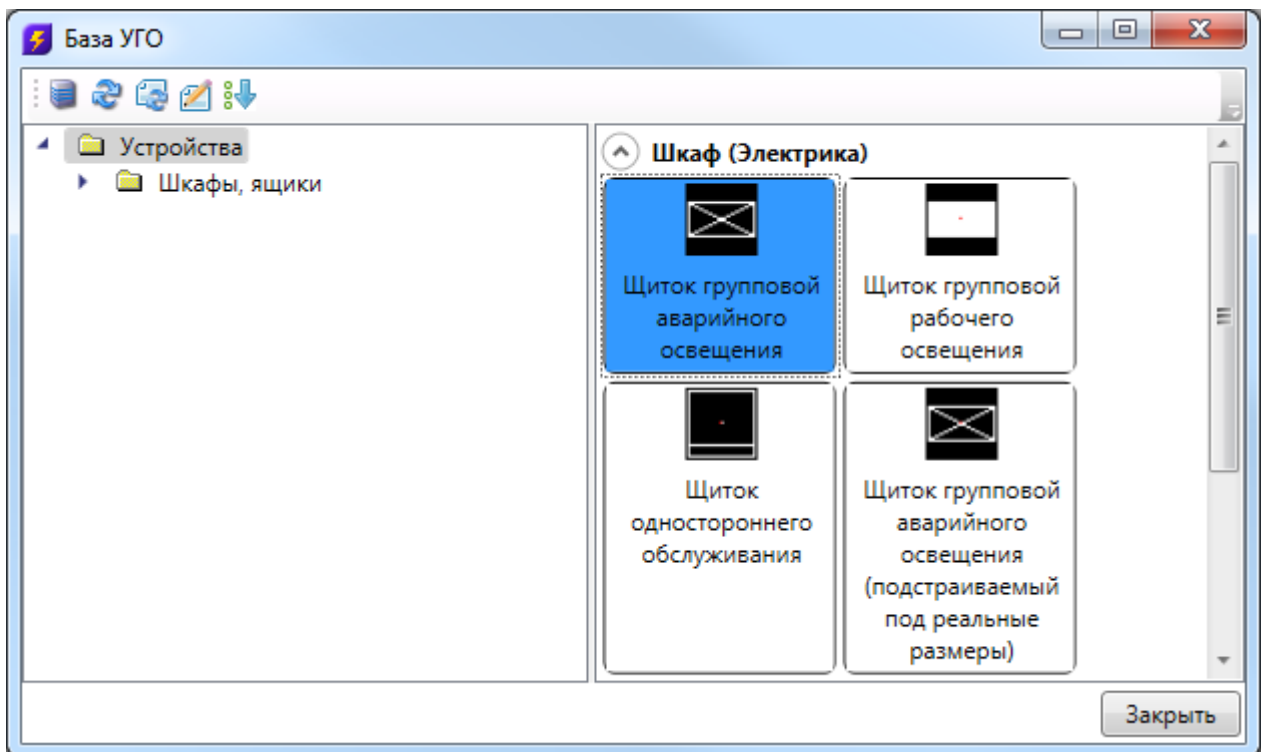 База УГО
Устройства
Шкафы, ящики
Шкаф (Электрика)
Щиток групповой
аварийного
освещения
Щиток групповой
рабочего
освещения
Щиток
одностороннего
обслуживания
Щиток групповой
аварийного
освещения
(подстраиваемый
под реальные
размеры)
Закрыть